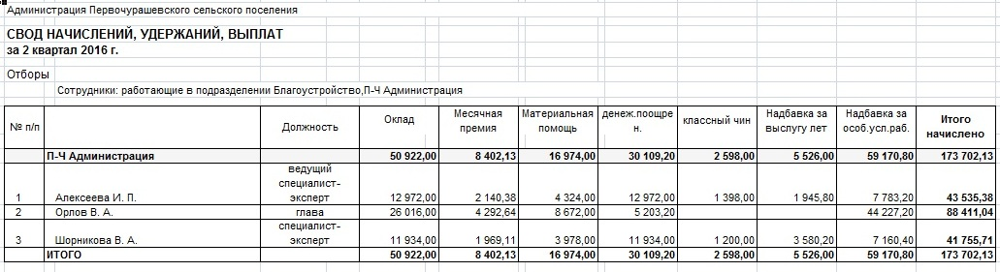 Администрация Первочурашевского сельского поселения
СВОД НАЧИСЛЕНИЙ, УДЕРЖАНИЙ, ВЫПЛАТ
за 2 квартал 2016 г.
Отборы
Сотрудники: работающие в подразделении Благоустройство,П-Ч Администрация
№ п/п Должность Оклад Месячная премия Материальная помощь денеж.поощрен. классный чин Надбавка за выслугу лет Надбавка за особ.усл.раб. Итого начислено
П-Ч Администрация 50 922,00 8 402,13 16 974,00 30 109,20 2 598,00 5 526,00 59 170,80 173 702,13
1 Алексеева И. П. ведущий специалист-эксперт 12 972,00 2 140,38 4 324,00 12 972,00 1 398,00 1 945,80 7 783,20 43 535,38
2 Орлов В. А. глава 26 016,00 4 292,64 8 672,00 5 203,20 44 227,20 88 411,04
3 Шорникова В. А. специалист-эксперт 11 934,00 1 969,11 3 978,00 11 934,00 1 200,00 3 580,20 7 160,40 41 755,71
ИТОГО 50 922,00 8 402,13 16 974,00 30 109,20 2 598,00 5 526,00 59 170,80 173 702,13